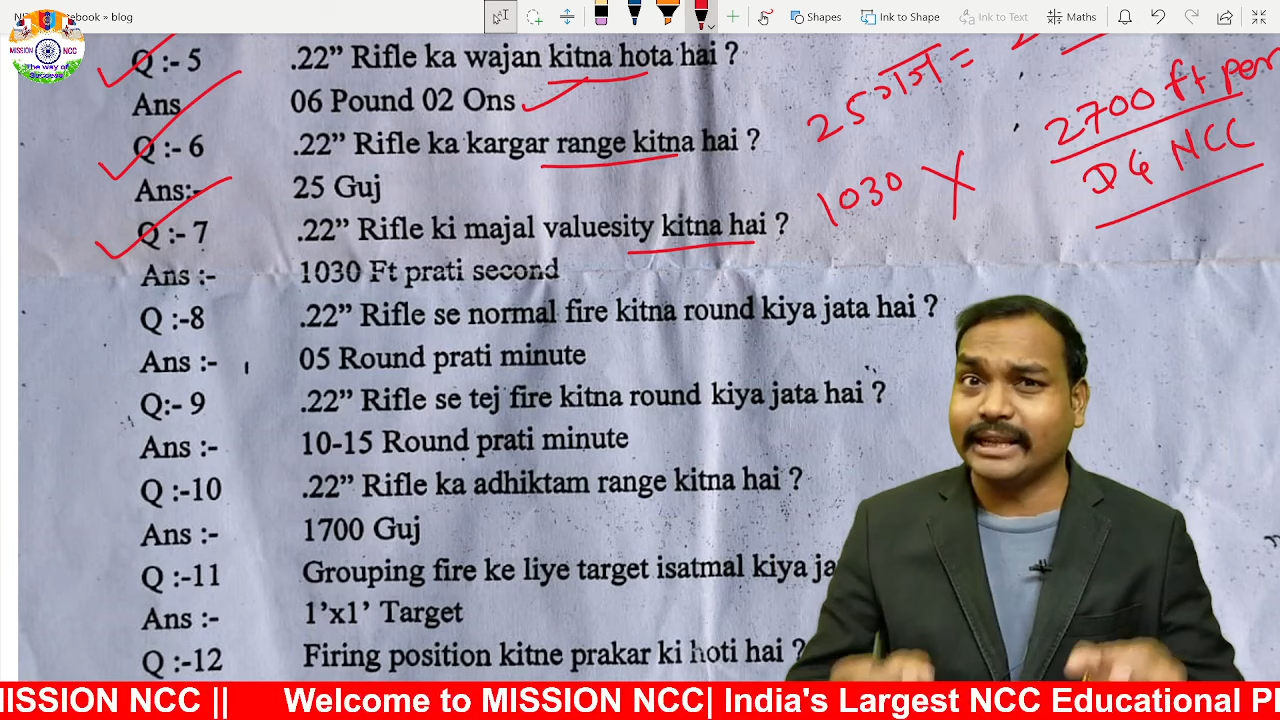 ebook » blog
Shapes
Ink to Shape
Ink to Text
Maths
MISSION NCC
The way of
Success
Q :- 5 .22” Rifle ka wajan kitna hota hai ?
Ans 06 Pound 02 Ons
Q :- 6 .22” Rifle ka kargar range kitna hai ?
Ans:- 25 Guj
Q :- 7 .22” Rifle ki majal valuesity kitna hai ?
Ans :- 1030 Ft prati second
Q :-8 .22” Rifle se normal fire kitna round kiya jata hai ?
Ans :- 05 Round prati minute
Q:- 9 .22” Rifle se tej fire kitna round kiya jata hai ?
Ans :- 10-15 Round prati minute
Q :-10 .22” Rifle ka adhiktam range kitna hai ?
Ans :- 1700 Guj
Q :-11 Grouping fire ke liye target isatmal kiya ja
Ans :- 1’x1’ Target
Q :-12 Firing position kitne prakar ki hoti hai ?
25 गज =
1030 X
2700 ft per
DG NCC
MISSION NCC || Welcome to MISSION NCC| India's Largest NCC Educational Pl